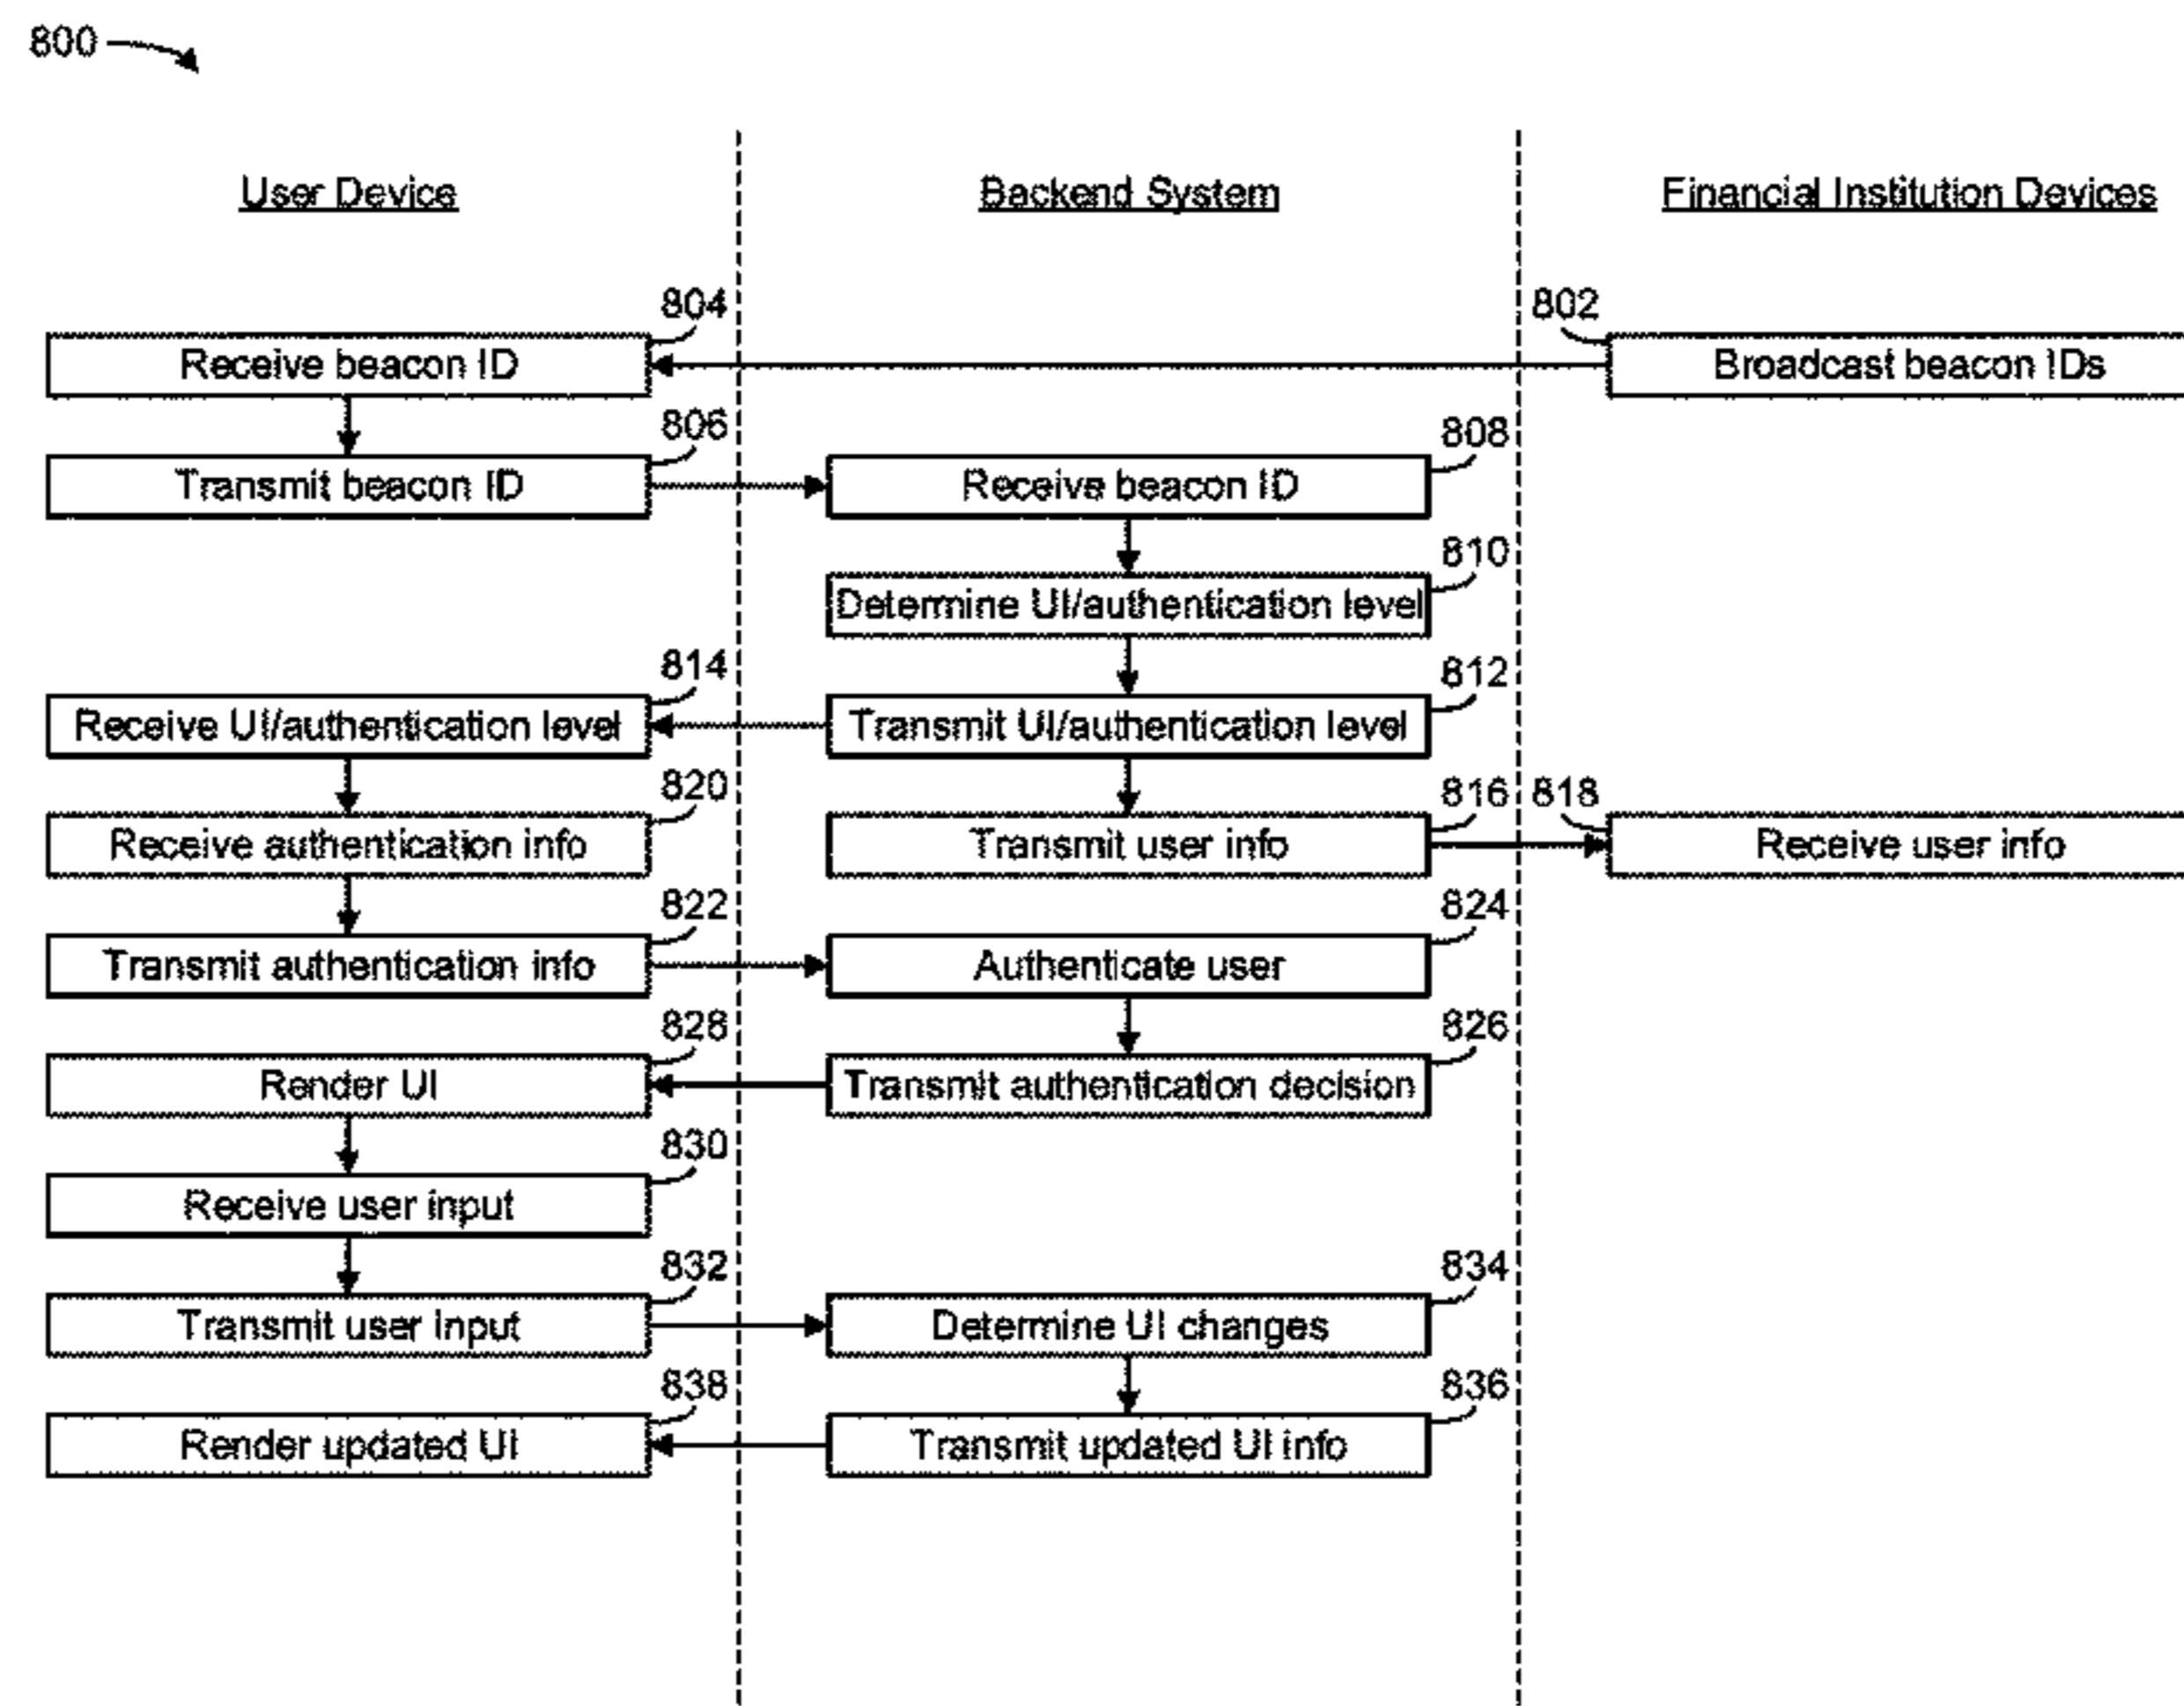 800
User Device
Backend System
Financial Institution Devices
804
802
Receive beacon ID
Broadcast beacon IDs
806
808
Transmit beacon ID
Receive beacon ID
810
Determine UI/authentication level
814
812
Receive UI/authentication level
Transmit UI/authentication level
820
816
818
Receive authentication info
Transmit user info
Receive user info
822
824
Transmit authentication info
Authenticate user
828
826
Render UI
Transmit authentication decision
830
Receive user input
832
834
Transmit user Input
Determine UI changes
838
836
Render updated UI
Transmit updated UI info